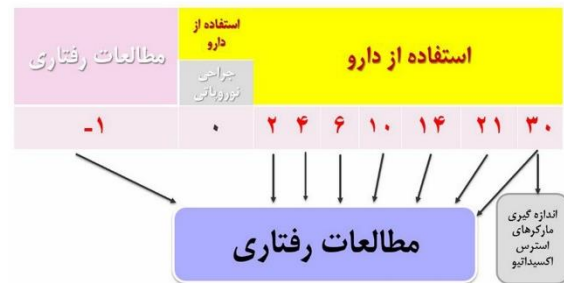 استفاده از دارو
استفاده از
دارو
جراحی
نوروپاتی
مطالعات رفتاری
-۱ ۰ ۲ ۴ ۶ ۱۰ ۱۴ ۲۱ ۳۰
مطالعات رفتاری
اندازه گیری
مارکرهای
استرس
اکسیداتیو